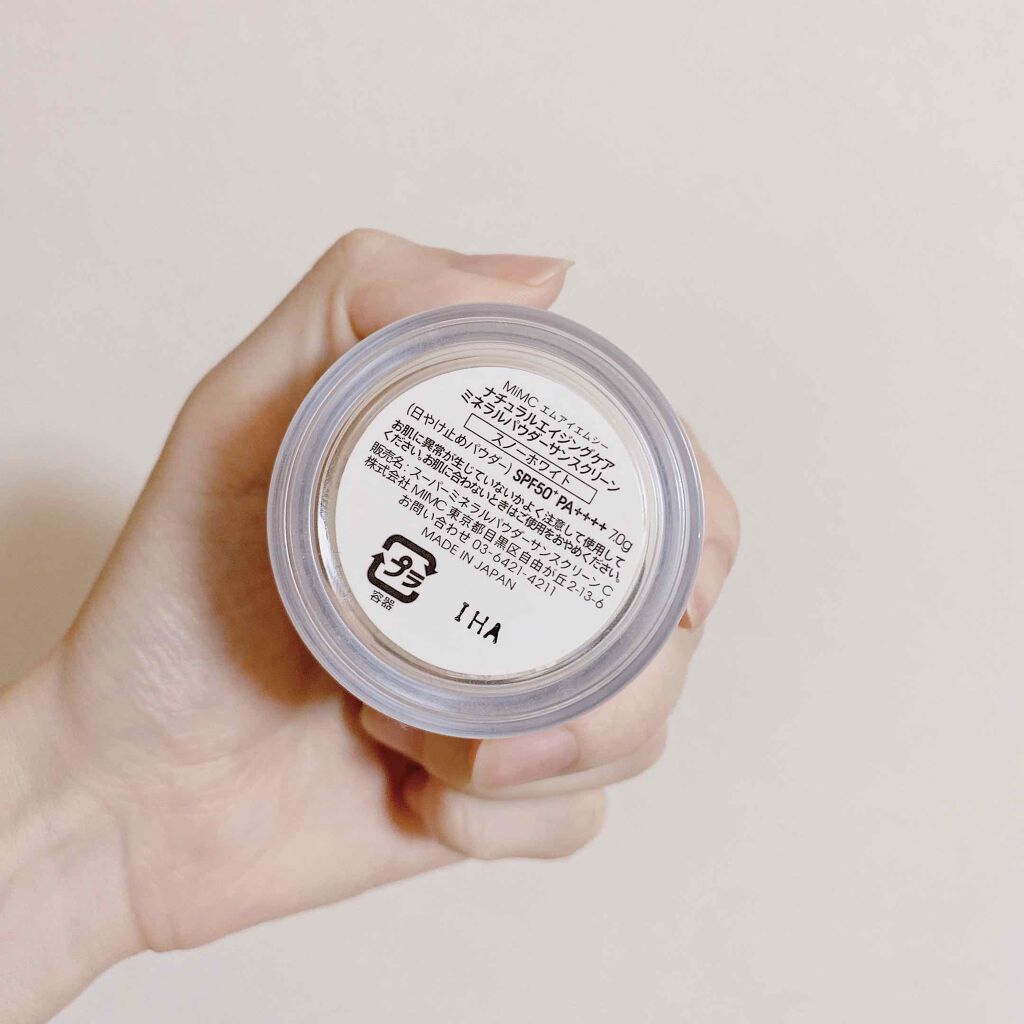 MiMC エムアイエムシー
ナチュラルエイジングケア
ミネラルパウダーサンスクリーン
スノーホワイト
(日やけ止めパウダー) SPF50⁺ PA++++ 7.0g
お肌に異常が生じていないかよく注意して使用して
ください。お肌に合わないときはご使用をおやめください。
販売名:スーパーミネラルパウダーサンスクリーン C
株式会社 MIMC 東京都目黒区自由が丘 2-13-6
お問い合わせ 03-6421-4211
MADE IN JAPAN
プラ
容器
IHA